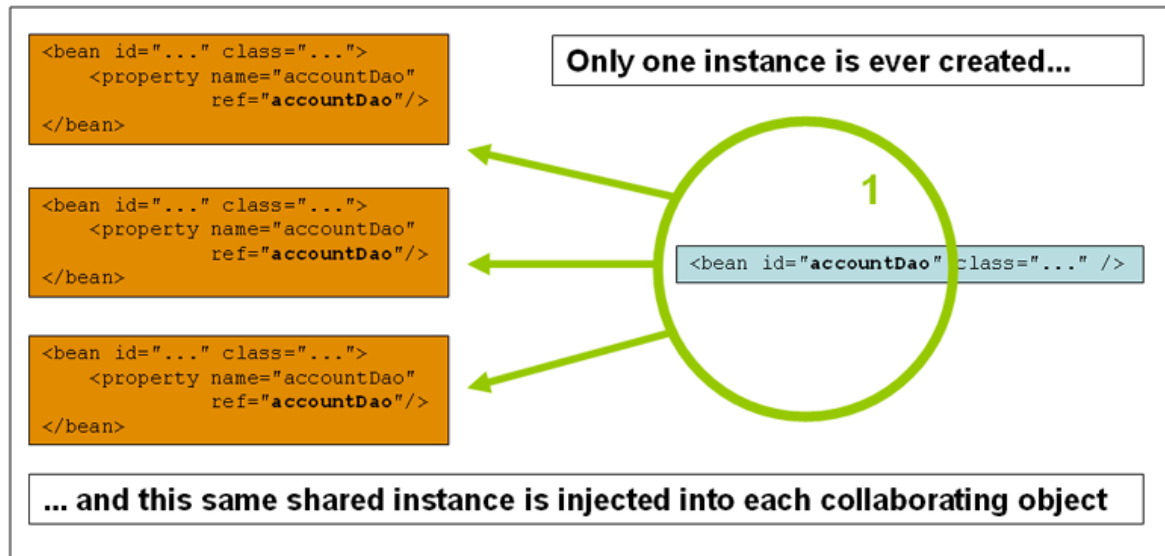 <bean id="..." class="...">
<property name="accountDao"
ref="accountDao"/>
</bean>
Only one instance is ever created...
<bean id="..." class="...">
<property name="accountDao"
ref="accountDao"/>
</bean>
1
<bean id="accountDao" class="..." />
<bean id="..." class="...">
<property name="accountDao"
ref="accountDao"/>
</bean>
... and this same shared instance is injected into each collaborating object